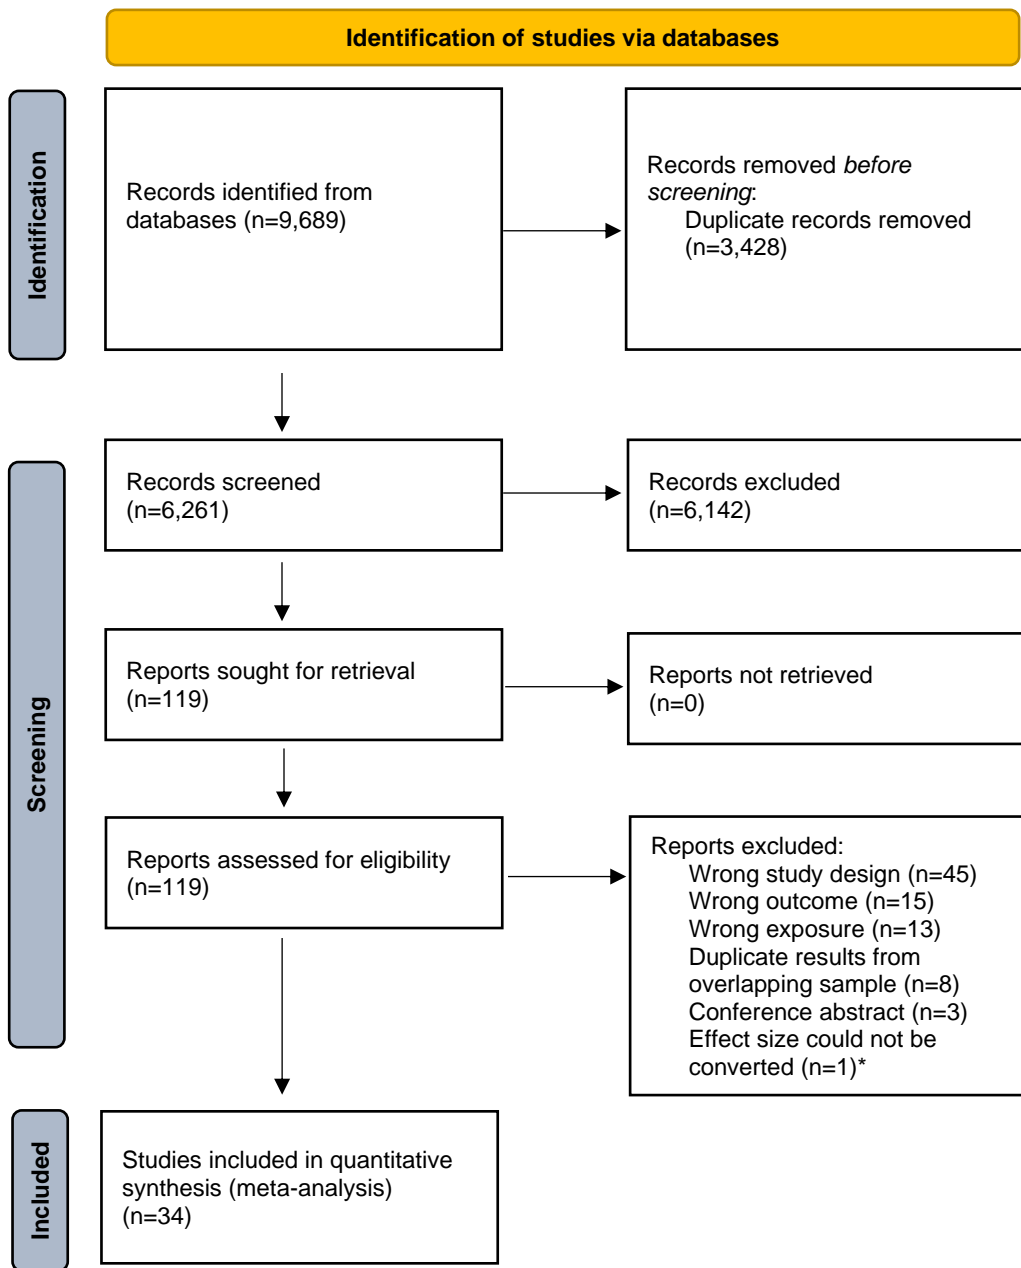 Identification of studies via databases
Identification
Records identified from
databases (n=9,689)
Records removed before
screening:
Duplicate records removed
(n=3,428)
Screening
Records screened
(n=6,261)
Records excluded
(n=6,142)
Reports sought for retrieval
(n=119)
Reports not retrieved
(n=0)
Reports assessed for eligibility
(n=119)
Reports excluded:
Wrong study design (n=45)
Wrong outcome (n=15)
Wrong exposure (n=13)
Duplicate results from
overlapping sample (n=8)
Conference abstract (n=3)
Effect size could not be
converted (n=1)*
Included
Studies included in quantitative
synthesis (meta-analysis)
(n=34)